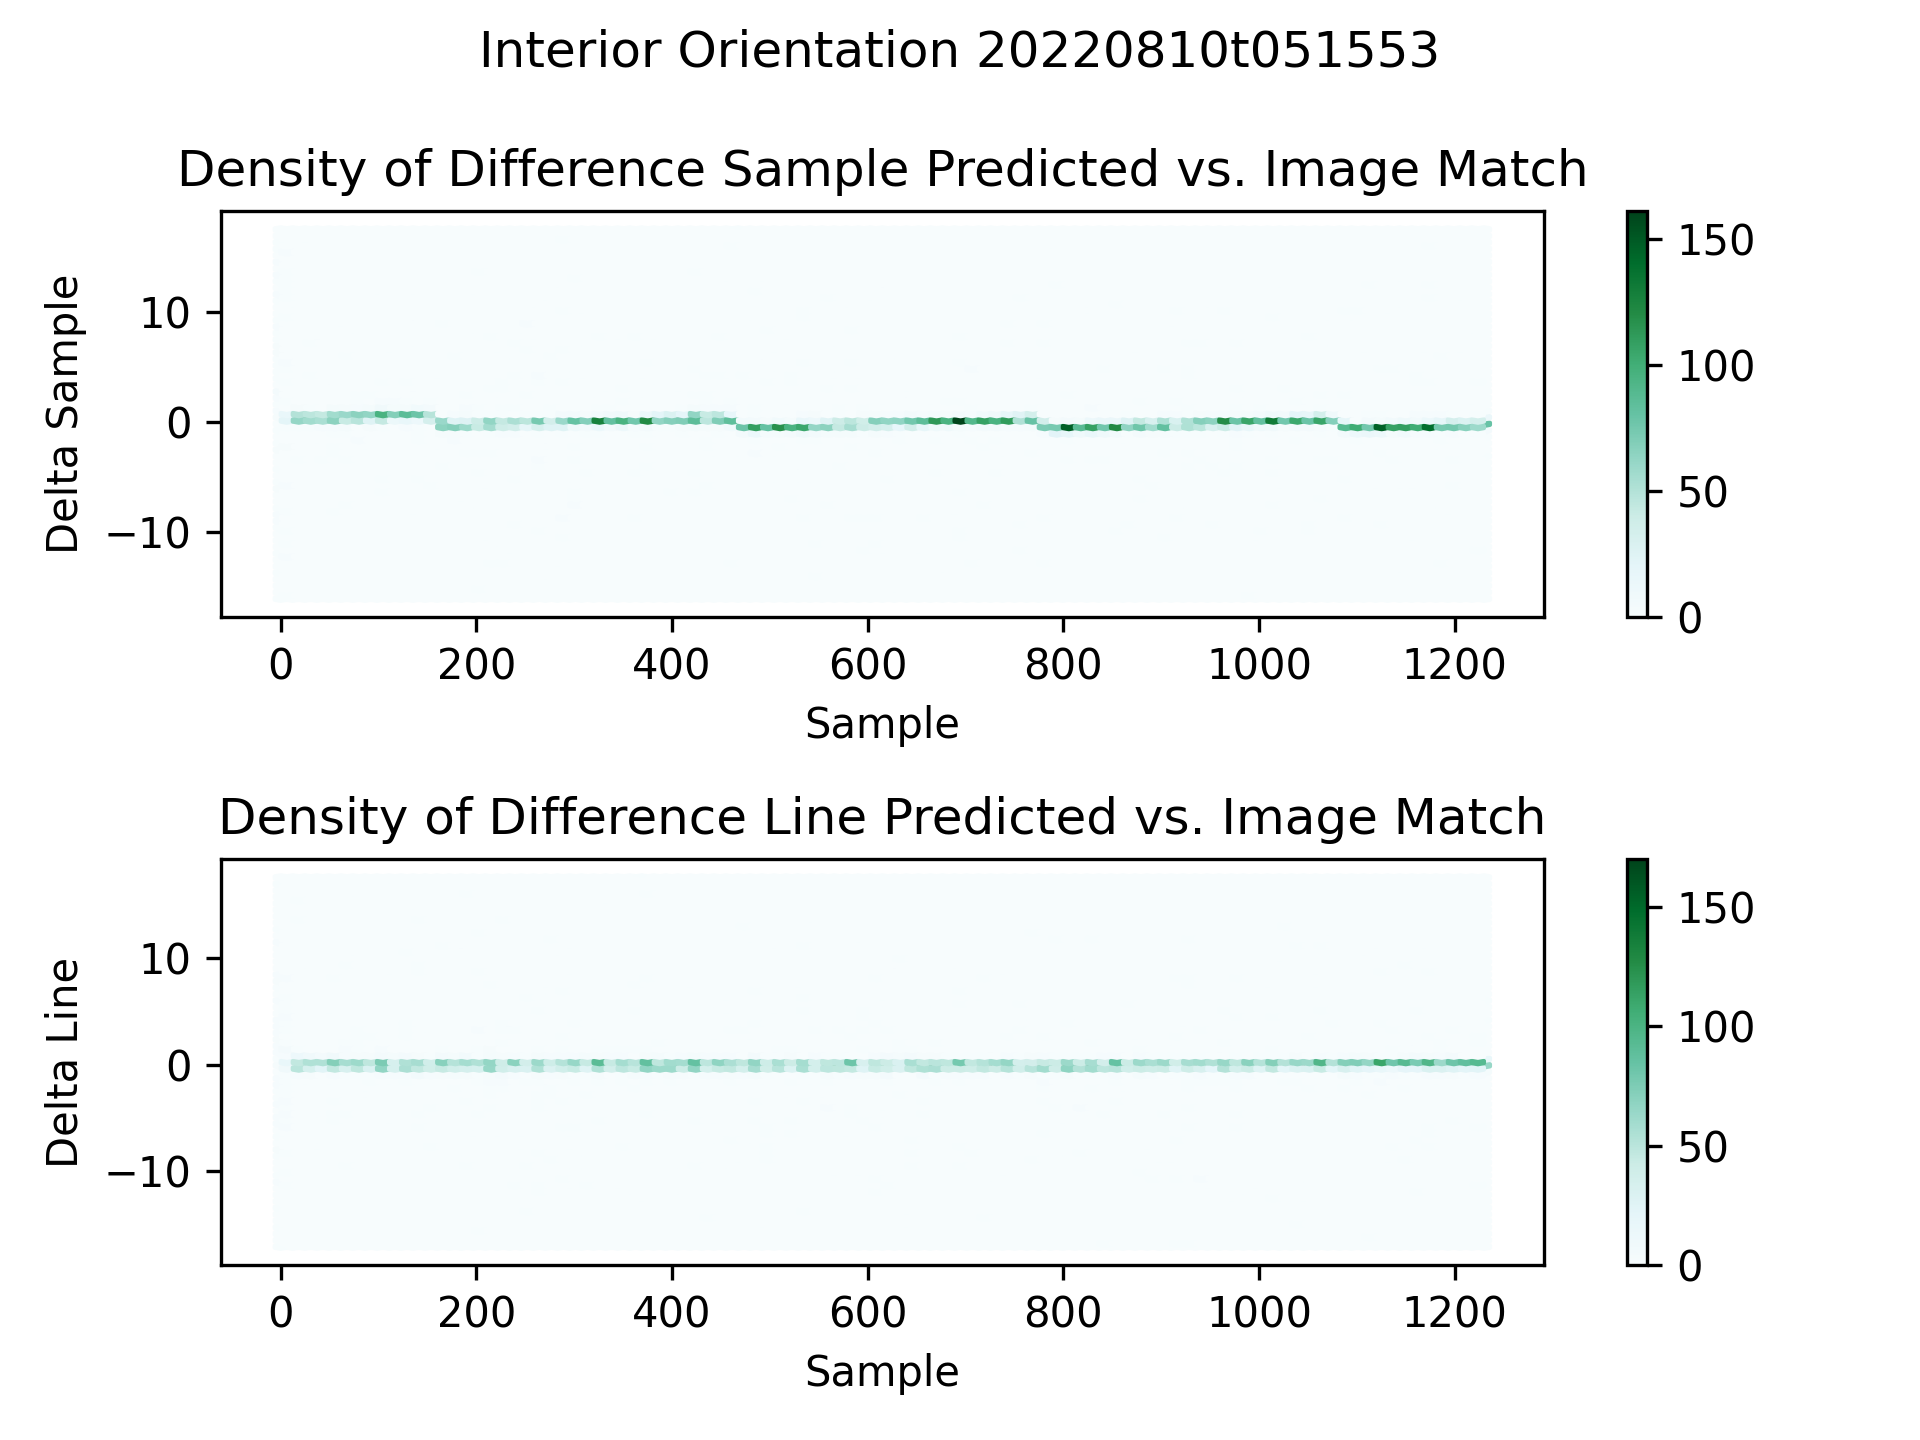 Interior Orientation 20220810t051553
Density of Difference Sample Predicted vs. Image Match
Delta Sample
10
0
−10
0 200 400 600 800 1000 1200
Sample
150
100
50
0
Density of Difference Line Predicted vs. Image Match
Delta Line
10
0
−10
0 200 400 600 800 1000 1200
Sample
150
100
50
0